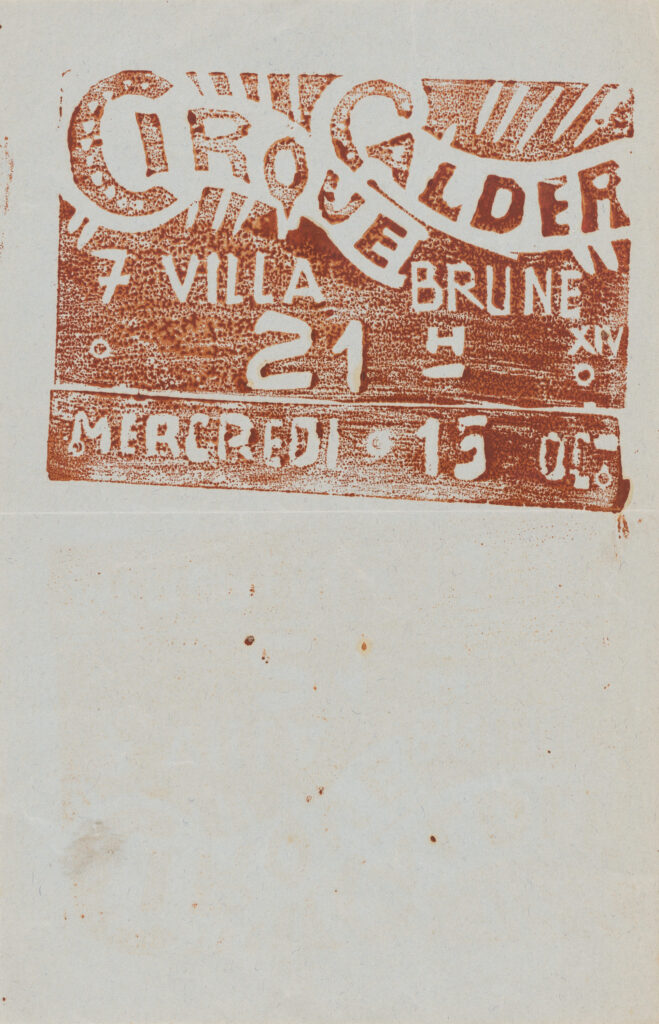 CIRQUE CALDER
7 VILLA BRUNE
21 H XIV
MERCREDI 15 OC.